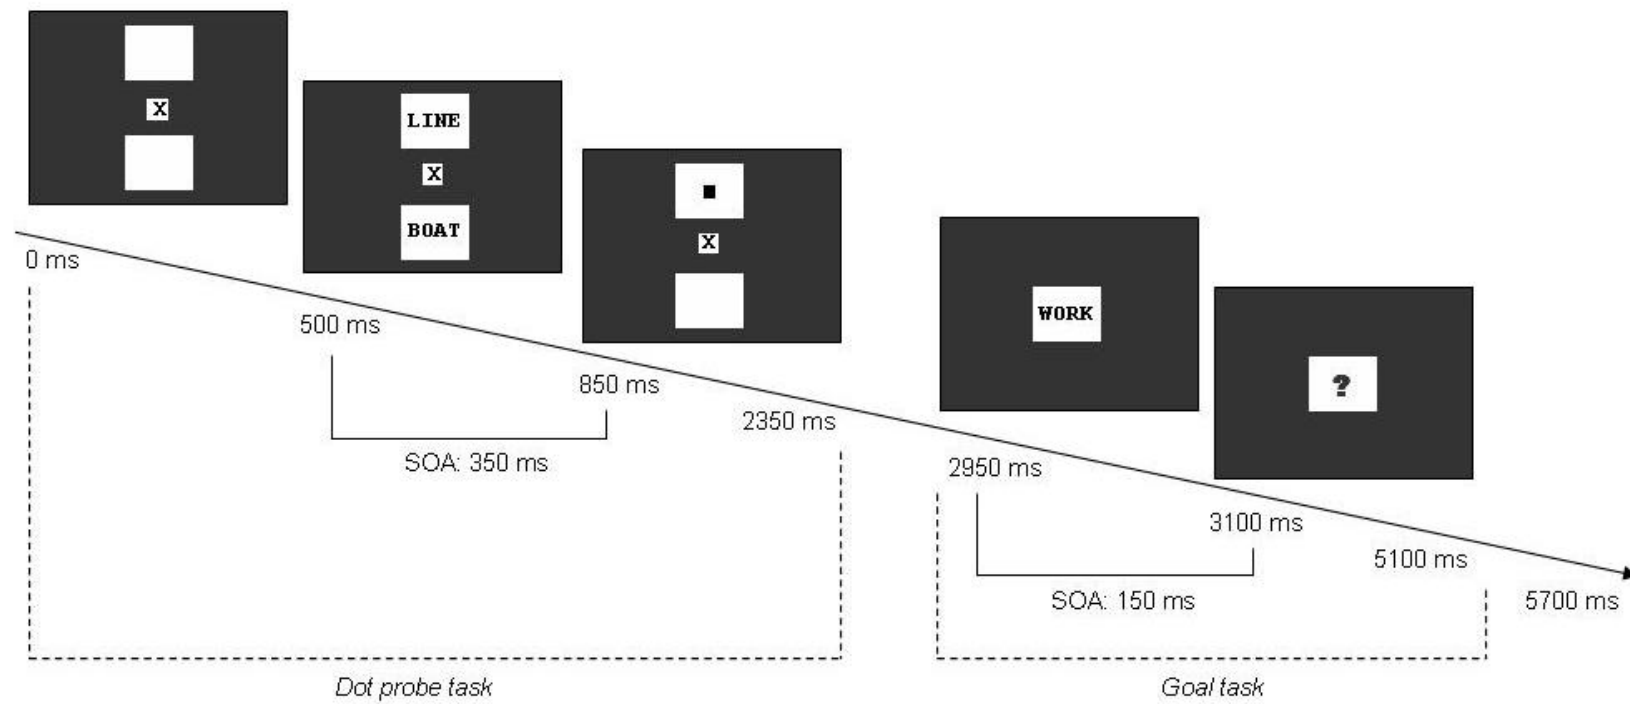 X
LINE
X
BOAT
X
WORK
?
0 ms
500 ms
850 ms
2350 ms
SOA: 350 ms
2950 ms
3100 ms
5100 ms
SOA: 150 ms
5700 ms
Dot probe task
Goal task